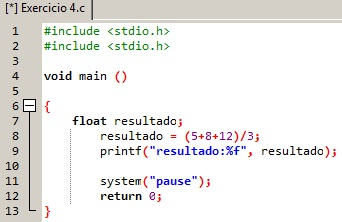 [*] Exercicio 4.c
1 #include <stdio.h>
2 #include <stdio.h>
3
4 void main ()
5
6 {
7 float resultado;
8 resultado = (5+8+12)/3;
9 printf("resultado:%f", resultado);
10
11 system("pause");
12 return 0;
13 }